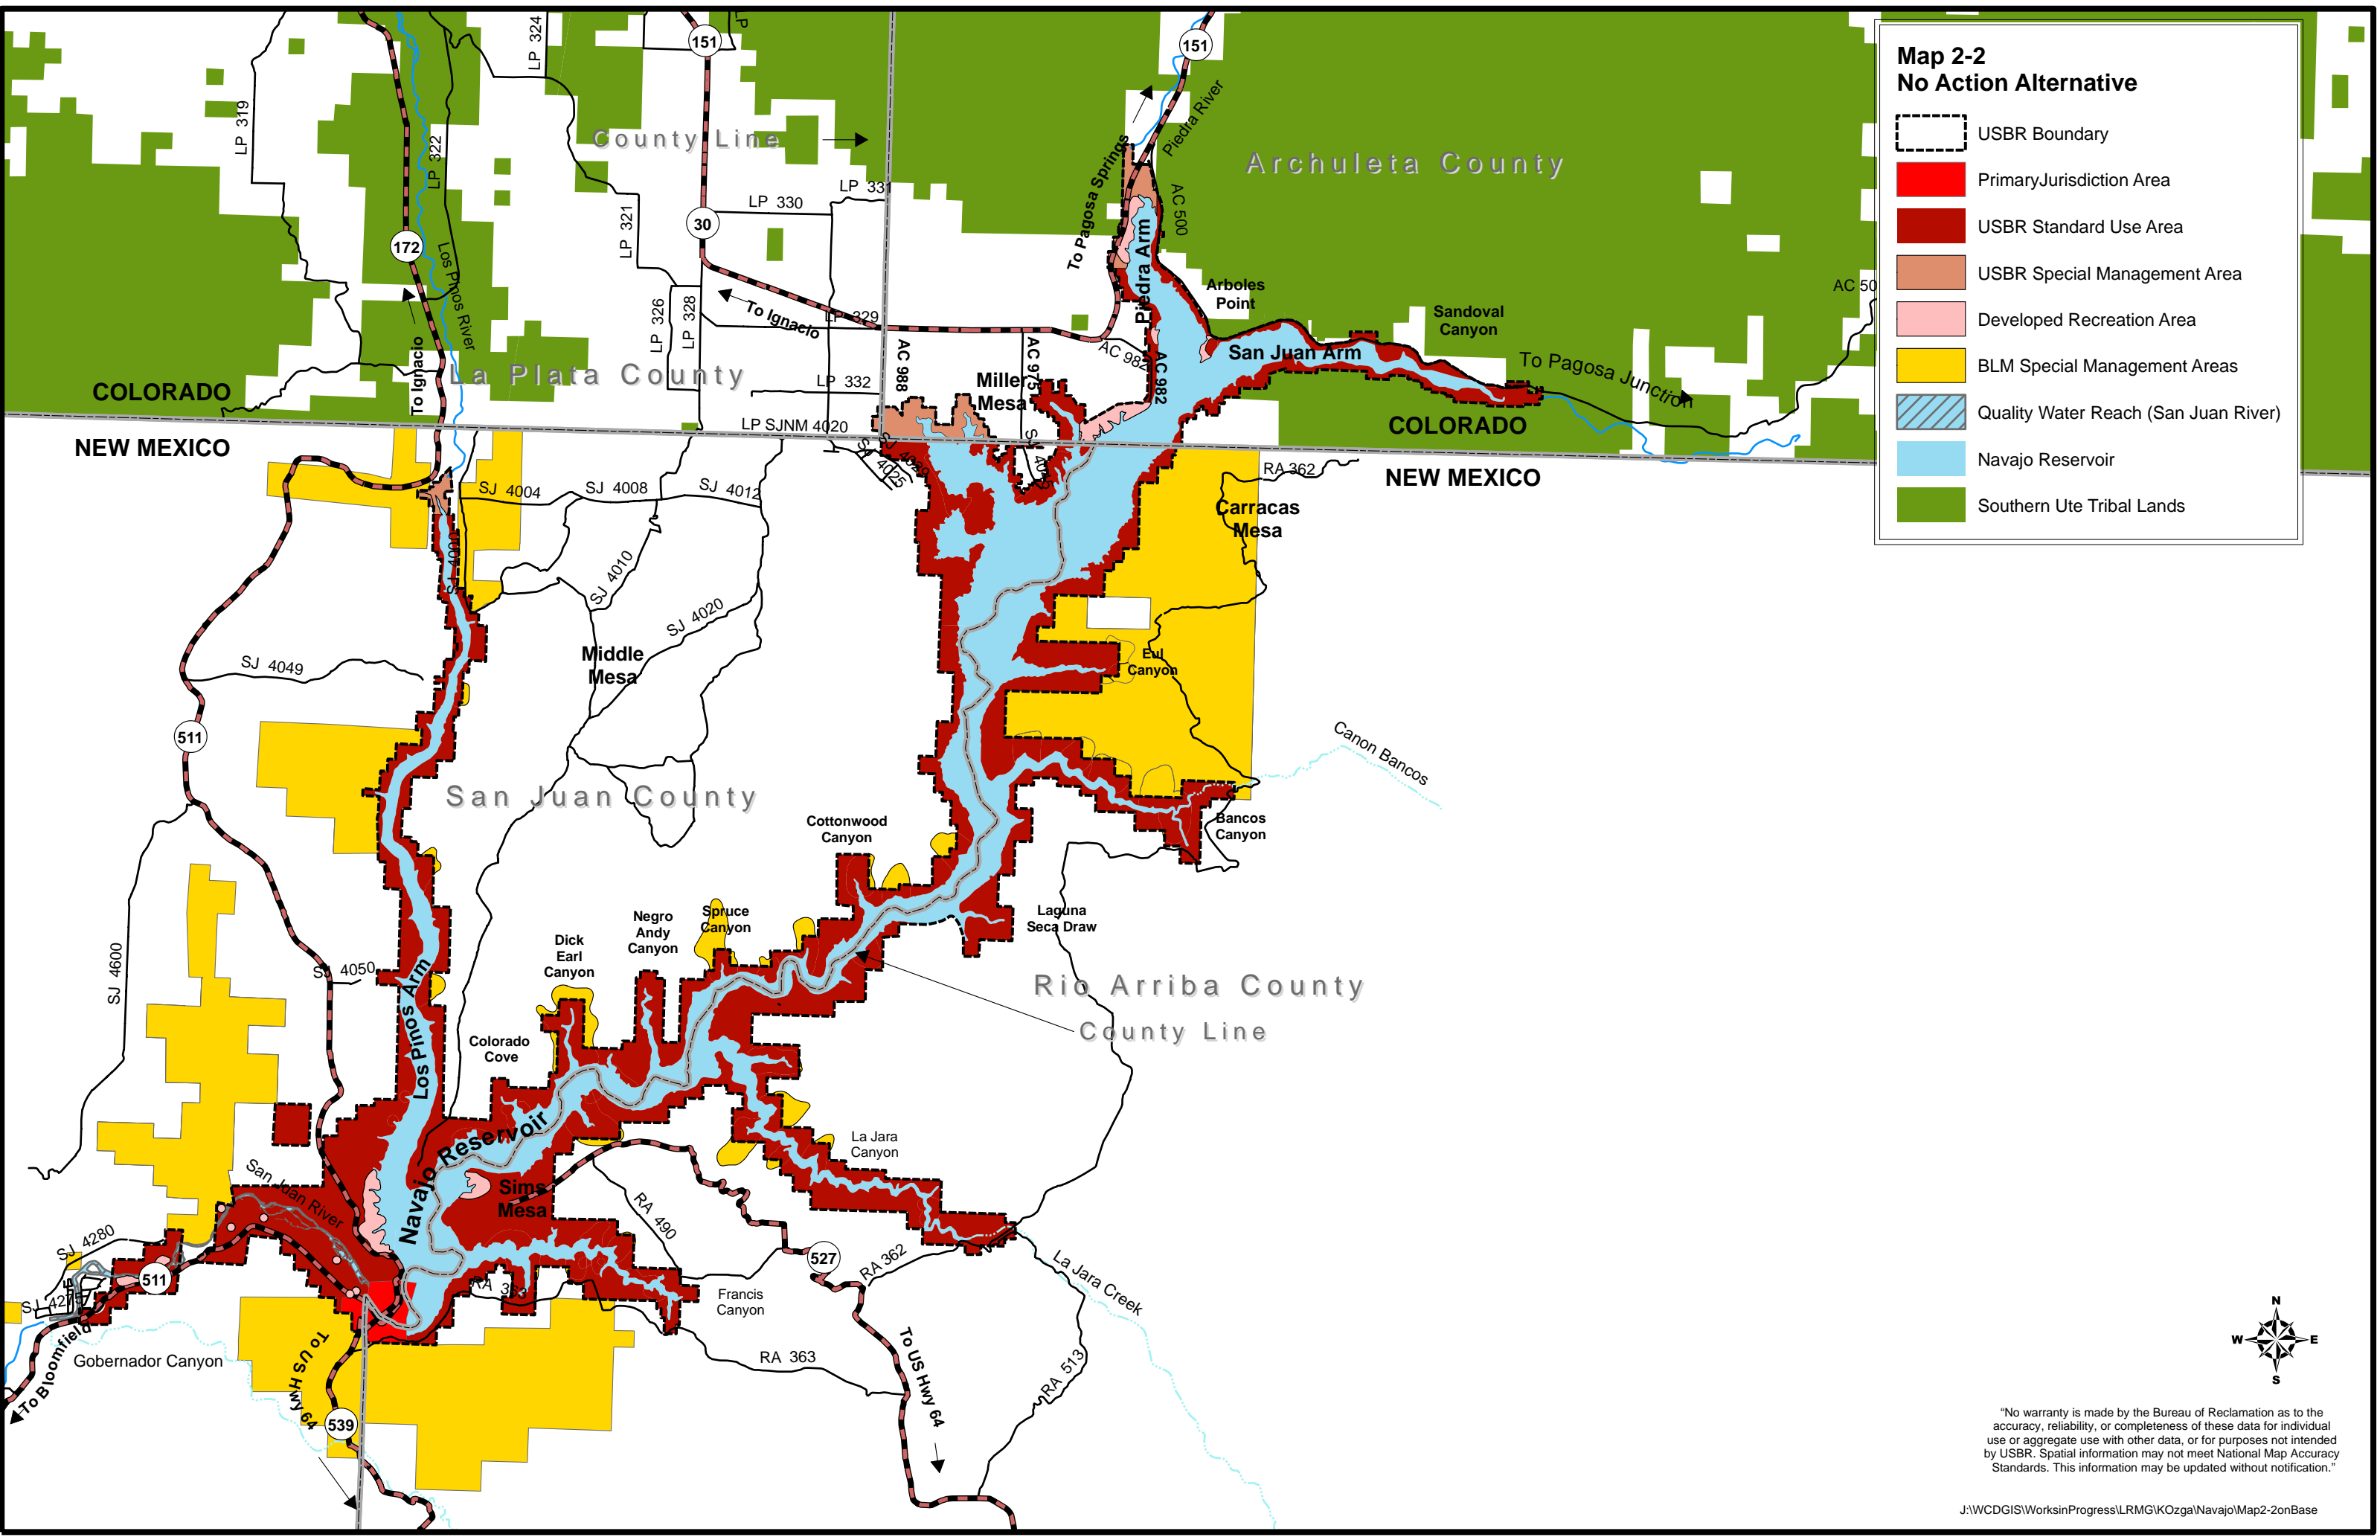 Map 2-2
No Action Alternative
USBR Boundary
PrimaryJurisdiction Area
USBR Standard Use Area
USBR Special Management Area
Developed Recreation Area
BLM Special Management Areas
Quality Water Reach (San Juan River)
Navajo Reservoir
Southern Ute Tribal Lands
LP 324
LP
151
151
LP 319
LP 322
County Line
Piedra River
To Pagosa Springs
Archuleta County
LP 331
LP 330
LP 321
30
172
AC 500
Piedra Arm
Los Pinos River
Arboles
Point
Sandoval
Canyon
AC 50
LP 326
LP 328
To Ignacio
LP 329
To Ignacio
AC 988
AC 975
AC 982
AC 982
San Juan Arm
To Pagosa Junction
La Plata County
LP 332
Miller
Mesa
COLORADO
COLORADO
NEW MEXICO
NEW MEXICO
LP SJNM 4020
SJ 4029
SJ 4025
RA 362
SJ 4004
SJ 4008
SJ 4012
Carracas
Mesa
SJ 4010
SJ 4020
SJ 4049
Middle
Mesa
Eul
Canyon
511
Canon Bancos
San Juan County
Cottonwood
Canyon
Bancos
Canyon
Negro
Andy
Canyon
Spruce
Canyon
Laguna
Seca Draw
Dick
Earl
Canyon
SJ 4600
SJ 4050
Los Pinos Arm
Rio Arriba County
County Line
Colorado
Cove
Navajo Reservoir
La Jara
Canyon
San Juan River
Sims
Mesa
RA 490
SJ 4280
511
527
RA 362
La Jara Creek
RA 363
SJ 4275
Francis
Canyon
To Bloomfield
Gobernador Canyon
To US
Hwy 64
RA 363
To US Hwy 64
RA 513
539
N
W
E
S
“No warranty is made by the Bureau of Reclamation as to the
accuracy, reliability, or completeness of these data for individual
use or aggregate use with other data, or for purposes not intended
by USBR. Spatial information may not meet National Map Accuracy
Standards. This information may be updated without notification.”
J:\WCDGIS\WorksinProgress\LRMG\KOzga\Navajo\Map2-2onBase